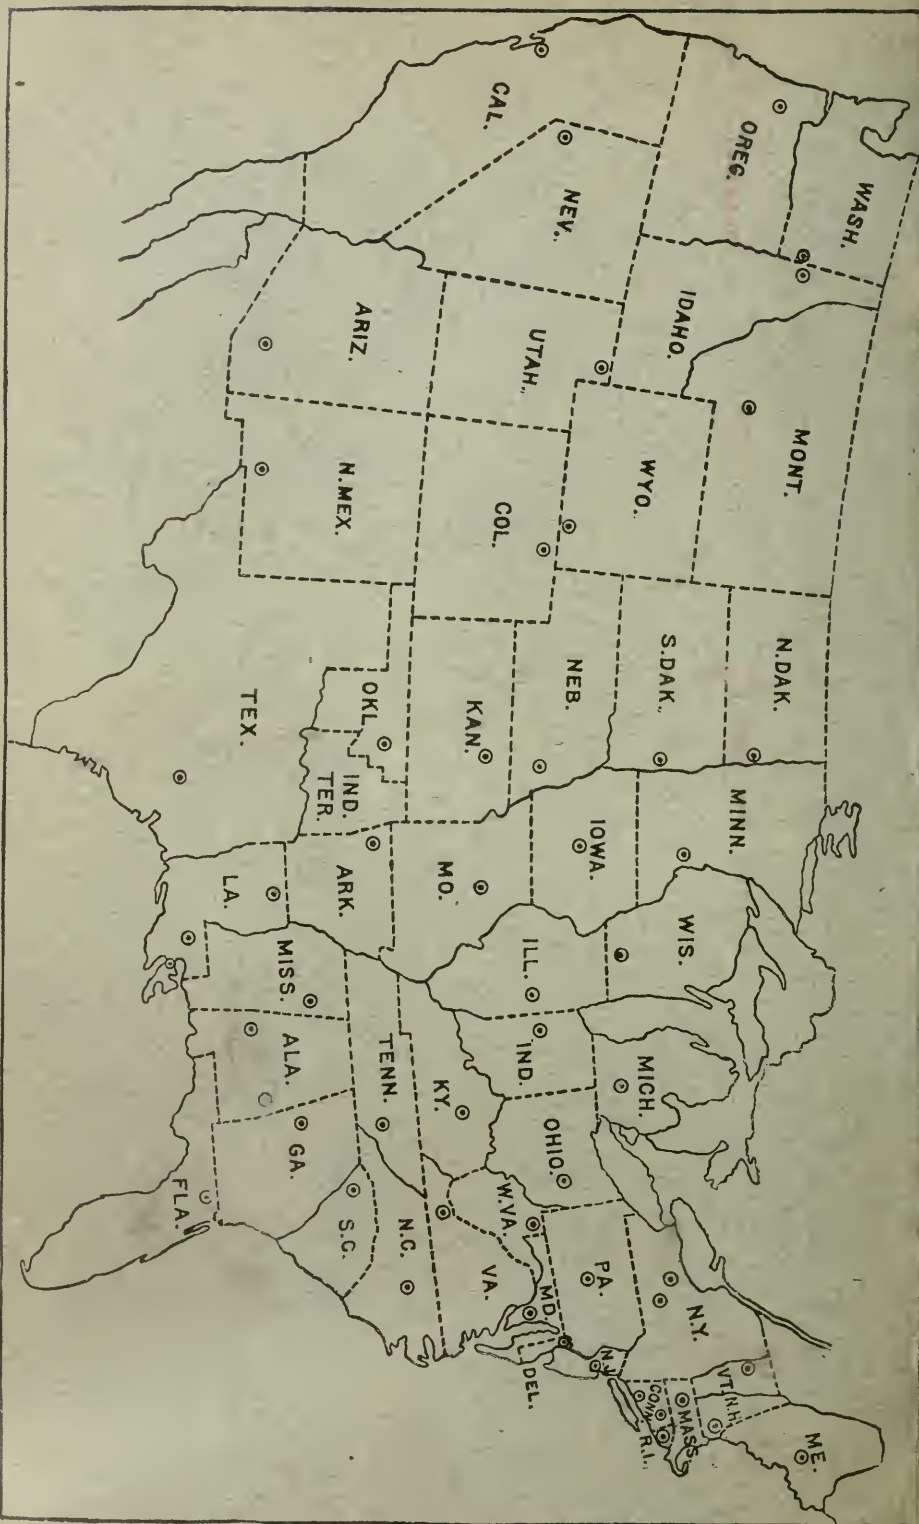 WASH.
OREG.
CAL.
NEV.
IDAHO.
MONT.
WYO.
UTAH.
COL.
ARIZ.
N.MEX.
N.DAK.
S.DAK.
NEB.
KAN.
OKL.
IND.
TER.
TEX.
MINN.
IOWA.
MO.
ARK.
LA.
WIS.
ILL.
MICH.
IND.
OHIO.
KY.
TENN.
MISS.
ALA.
GA.
FLA.
S.C.
N.C.
VA.
W.VA.
MD.
DEL.
PA.
N.J.
N.Y.
CONN.
R.I.
MASS.
VT.
N.H.
ME.